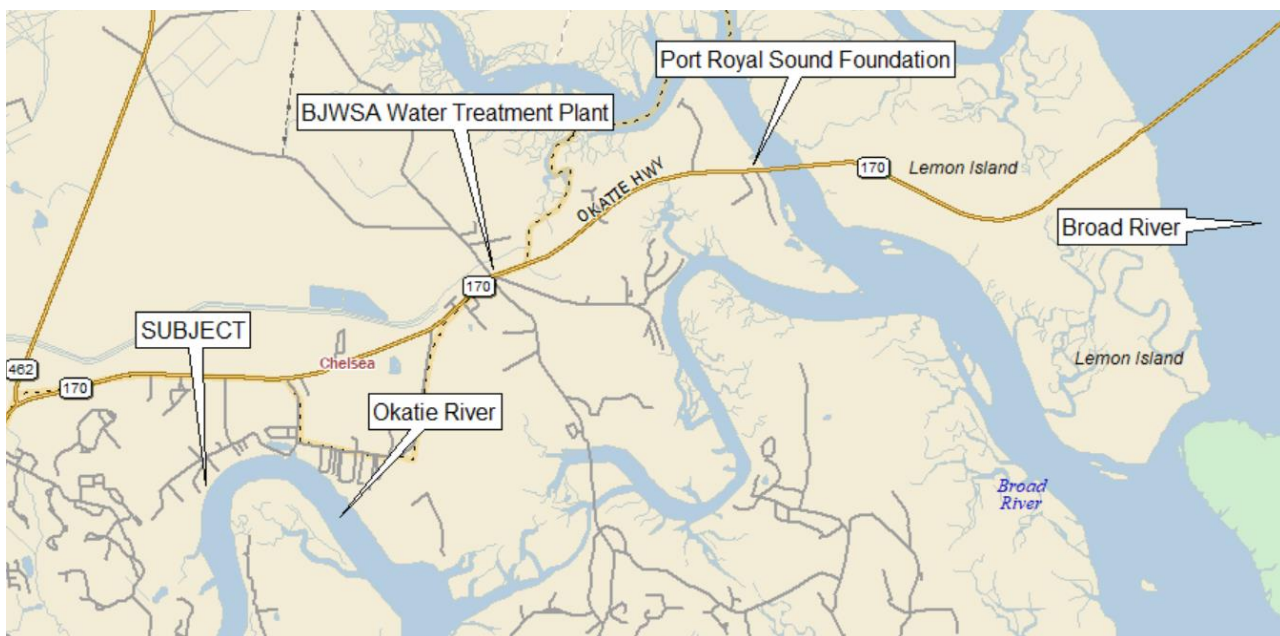 Port Royal Sound Foundation
BJWSA Water Treatment Plant
OKATIE HWY
170
Lemon Island
Broad River
170
SUBJECT
Chelsea
Lemon Island
462
170
Okatie River
Broad
River